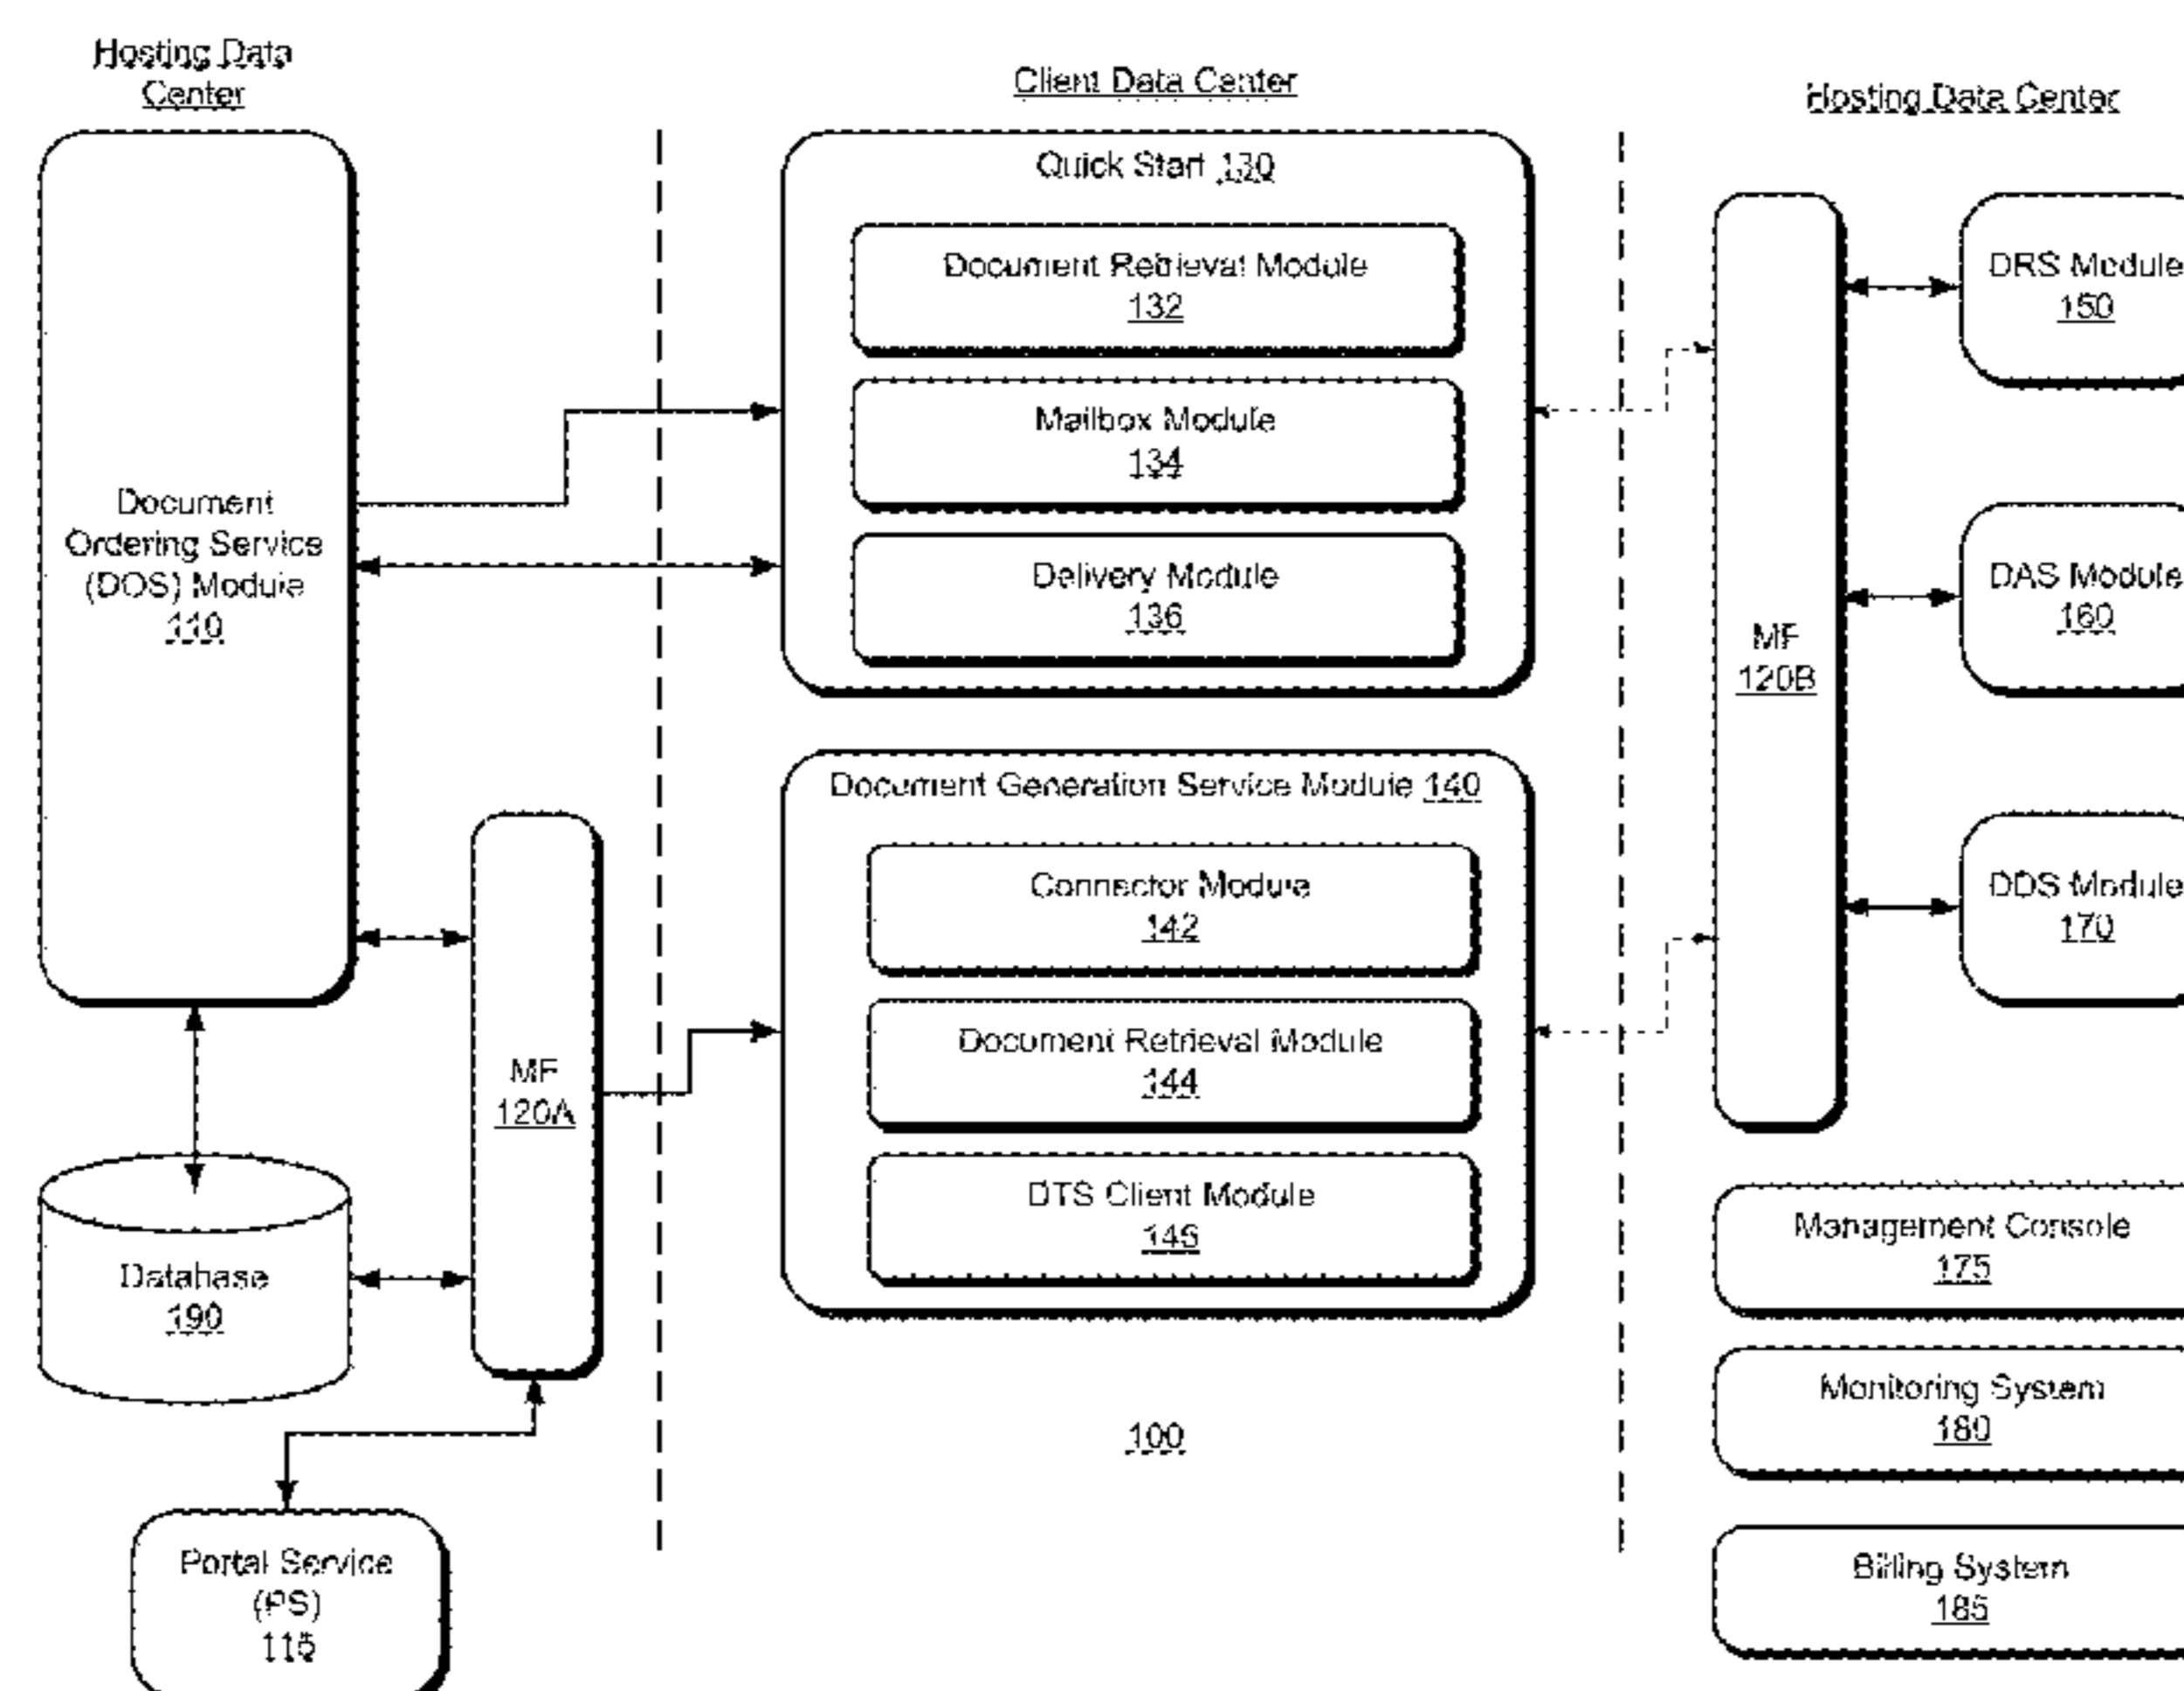 Hosting Data
Center
Document
Ordering Service
(DOS) Module
110
Database
190
MF
120A
Portal Service
(PS)
115
Client Data Center
Quick Start 130
Document Retrieval Module
132
Mailbox Module
134
Delivery Module
136
Document Generation Service Module 140
Connector Module
142
Document Retrieval Module
144
DTS Client Module
146
100
Hosting Data Center
MF
120B
DRS Module
150
DAS Module
160
DDS Module
170
Management Console
175
Monitoring System
180
Billing System
185